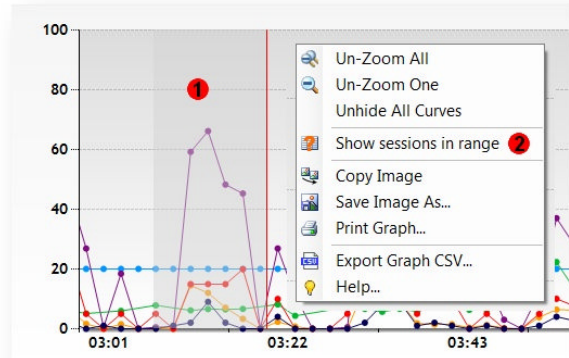 100
80
60
40
20
0
03:01
03:22
03:43
1
Un-Zoom All
Un-Zoom One
Unhide All Curves
Show sessions in range 2
Copy Image
Save Image As...
Print Graph...
CSV Export Graph CSV...
Help...